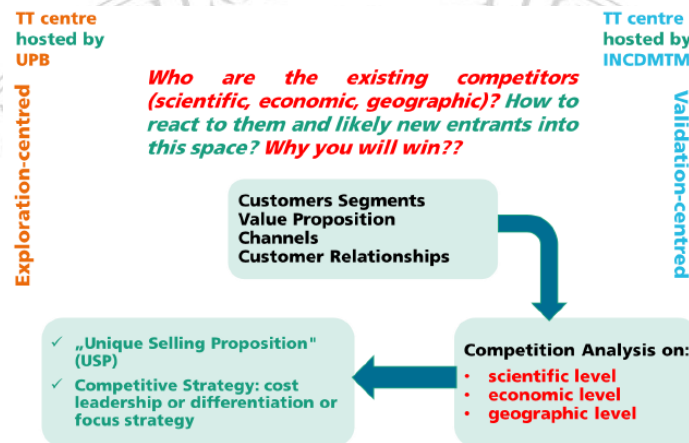 TT centre
hosted by
UPB
Exploration-centred
TT centre
hosted by
INCDMTM
Validation-centred
Who are the existing competitors
(scientific, economic, geographic)? How to
react to them and likely new entrants into
this space? Why you will win??
Customers Segments
Value Proposition
Channels
Customer Relationships
✓ „Unique Selling Proposition"
(USP)
✓ Competitive Strategy: cost
leadership or differentiation or
focus strategy
Competition Analysis on:
• scientific level
• economic level
• geographic level